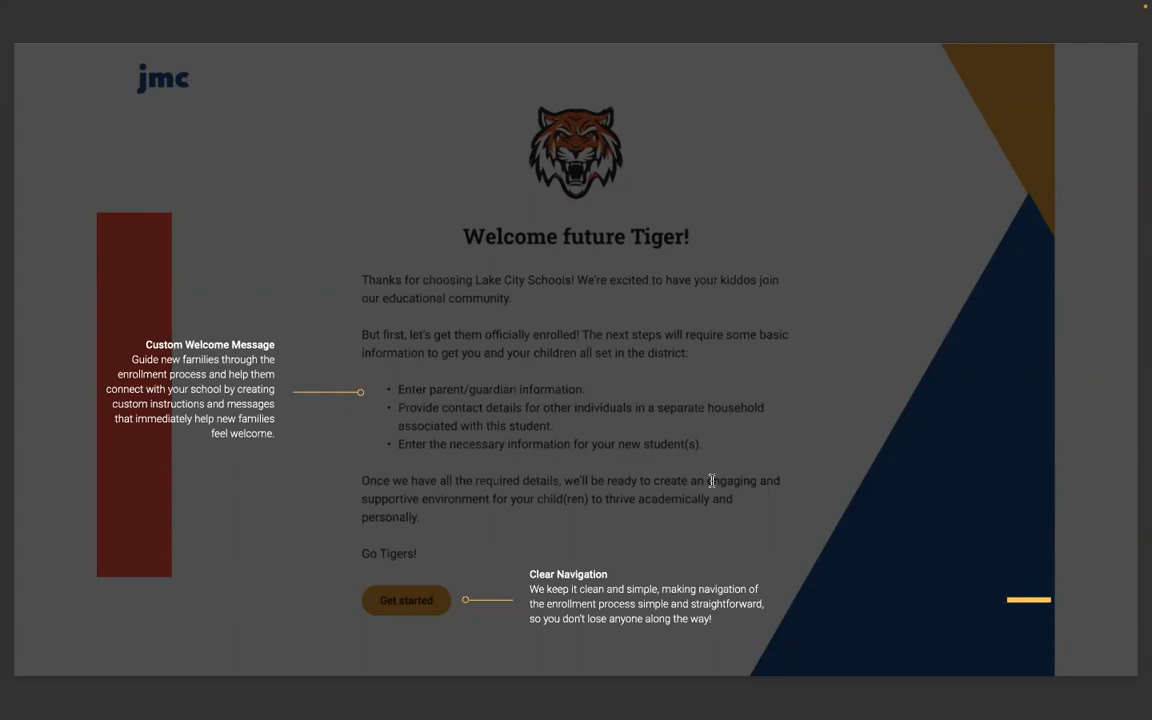 jmc
Welcome future Tiger!
Thanks for choosing Lake City Schools! We're excited to have your kiddos join
our educational community.
But first, let's get them officially enrolled! The next steps will require some basic
information to get you and your children all set in the district:
• Enter parent/guardian information.
• Provide contact details for other individuals in a separate household
associated with this student.
• Enter the necessary information for your new student(s).
Once we have all the required details, we'll be ready to create an engaging and
supportive environment for your child(ren) to thrive academically and
personally.
Go Tigers!
Get started
Custom Welcome Message
Guide new families through the
enrollment process and help them
connect with your school by creating
custom instructions and messages
that immediately help new families
feel welcome.
Clear Navigation
We keep it clean and simple, making navigation of
the enrollment process simple and straightforward,
so you don't lose anyone along the way!